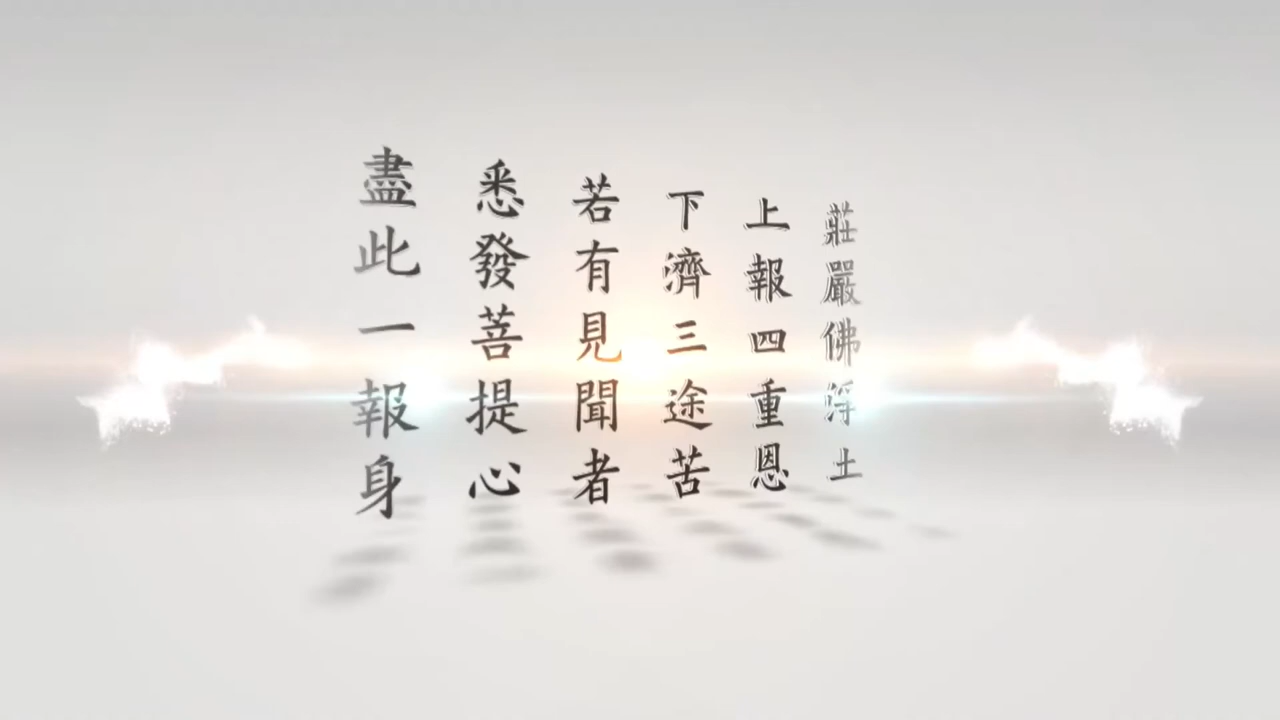 莊嚴佛淨土
上報四重恩
下濟三途苦
若有見聞者
悉發菩提心
盡此一報身